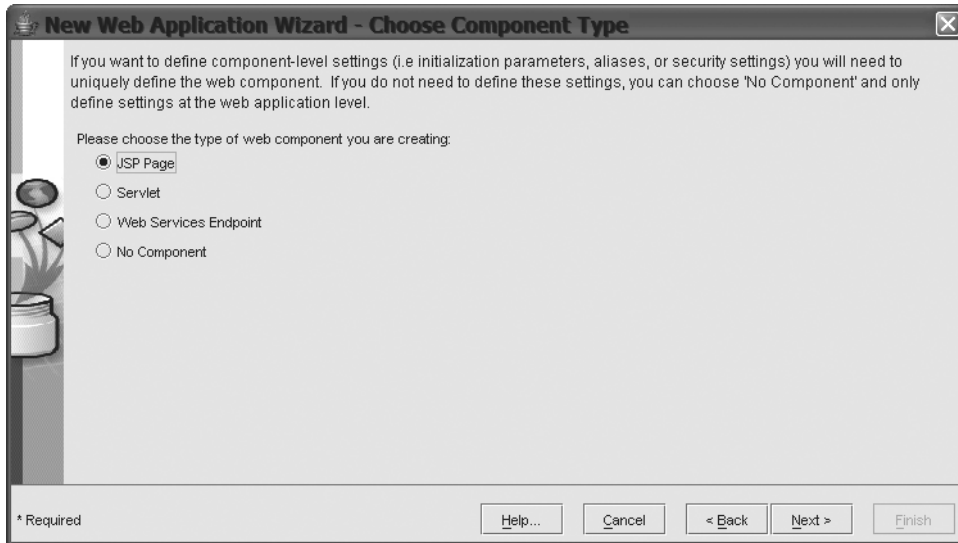 New Web Application Wizard - Choose Component Type
If you want to define component-level settings (i.e initialization parameters, aliases, or security settings) you will need to
uniquely define the web component. If you do not need to define these settings, you can choose 'No Component' and only
define settings at the web application level.
Please choose the type of web component you are creating:
JSP Page
Servlet
Web Services Endpoint
No Component
* Required Help... Cancel < Back Next > Finish